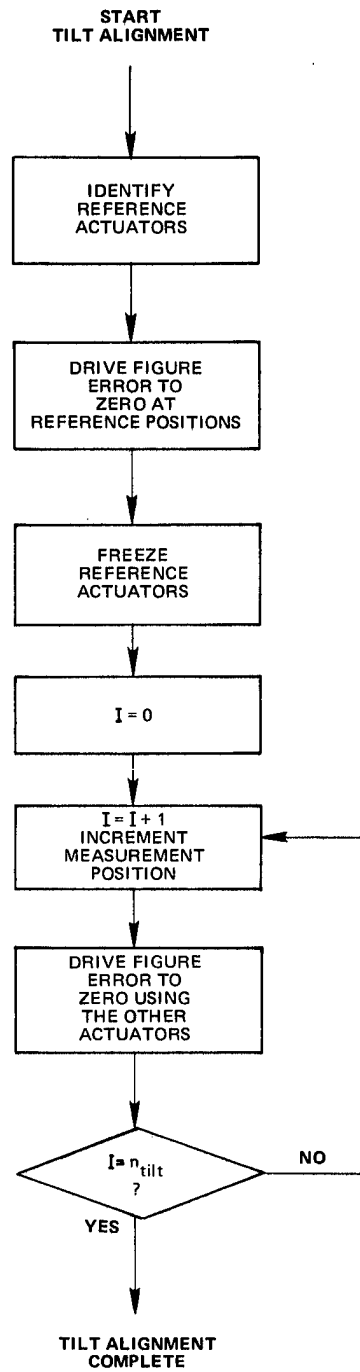 START
TILT ALIGNMENT
IDENTIFY
REFERENCE
ACTUATORS
DRIVE FIGURE
ERROR TO
ZERO AT
REFERENCE POSITIONS
FREEZE
REFERENCE
ACTUATORS
I = 0
I = I + 1
INCREMENT
MEASUREMENT
POSITION
DRIVE FIGURE
ERROR TO
ZERO USING
THE OTHER
ACTUATORS
I = n_tilt
?
NO
YES
TILT ALIGNMENT
COMPLETE